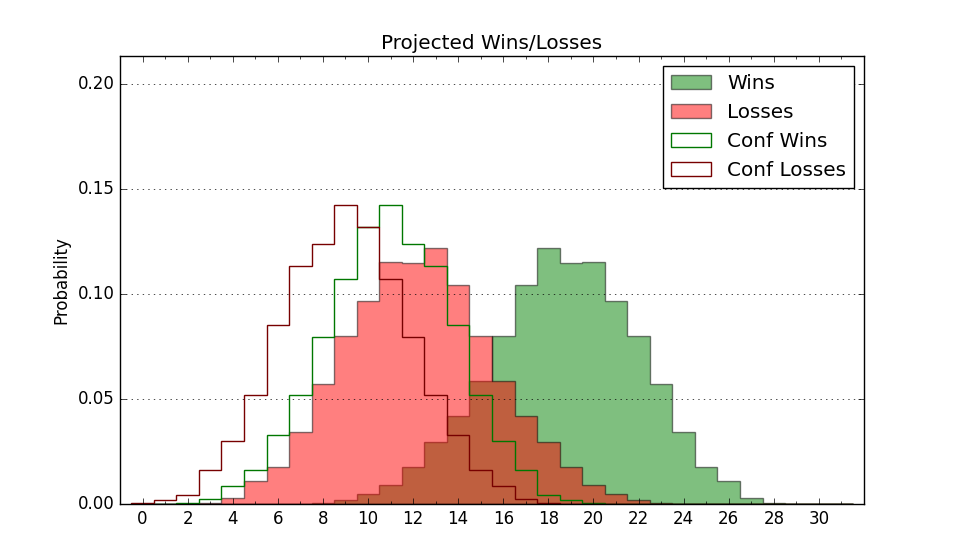 Projected Wins/Losses
Wins
Losses
Conf Wins
Conf Losses
Probability
0.20
0.15
0.10
0.05
0.00
0 2 4 6 8 10 12 14 16 18 20 22 24 26 28 30